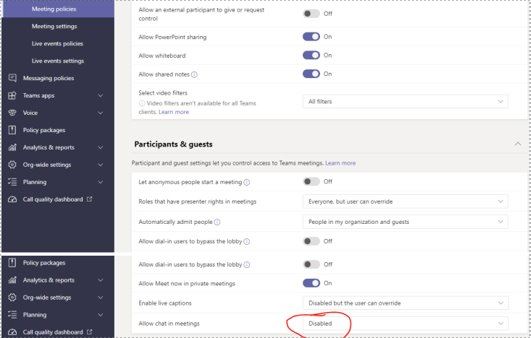 Meeting policies
Meeting settings
Live events policies
Live events settings
Messaging policies
Teams apps
Voice
Policy packages
Analytics & reports
Org-wide settings
Planning
Call quality dashboard
Allow an external participant to give or request
control
Off
Allow PowerPoint sharing
On
Allow whiteboard
On
Allow shared notes
On
Select video filters
Video filters aren't available for all Teams
clients. Learn more
All filters
Participants & guests
Participant and guest settings let you control access to Teams meetings. Learn more
Let anonymous people start a meeting
Off
Roles that have presenter rights in meetings
Everyone, but user can override
Automatically admit people
People in my organization and guests
Allow dial-in users to bypass the lobby
Off
Policy packages
Analytics & reports
Org-wide settings
Planning
Call quality dashboard
Allow dial-in users to bypass the lobby
Off
Allow Meet now in private meetings
On
Enable live captions
Disabled but the user can override
Allow chat in meetings
Disabled